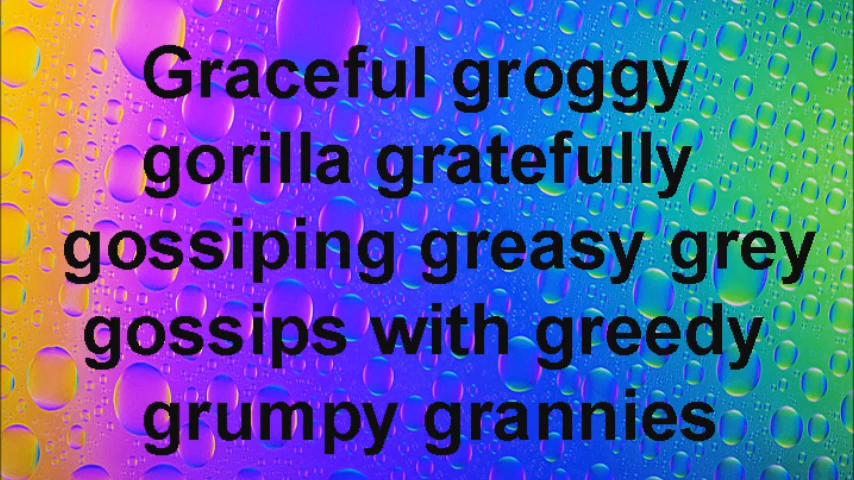 Graceful groggy
gorilla gratefully
gossiping greasy grey
gossips with greedy
grumpy grannies